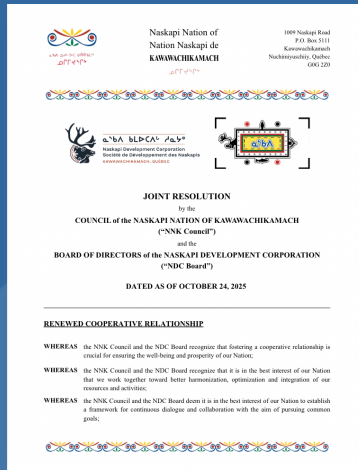 Naskapi Nation of
Nation Naskapi de
KAWAWACHIKAMACH
1009 Naskapi Road
P.O. Box 5111
Kawawachikamach
Nuchimiyuschiiy, Québec
G0G 2Z0
ᓇᔅᑲᐱ ᒧᐦᑭᑎᓲᓐ
Naskapi Development Corporation
Société de Développement des Naskapis
KAWAWACHIKAMACH, QUÉBEC
ᓇᔅᑲᐱ
JOINT RESOLUTION
by the
COUNCIL of the NASKAPI NATION OF KAWAWACHIKAMACH
(“NNK Council”)
and the
BOARD OF DIRECTORS of the NASKAPI DEVELOPMENT CORPORATION
(“NDC Board”)
DATED AS OF OCTOBER 24, 2025
RENEWED COOPERATIVE RELATIONSHIP
WHEREAS the NNK Council and the NDC Board recognize that fostering a cooperative relationship is
crucial for ensuring the well-being and prosperity of our Nation;
WHEREAS the NNK Council and the NDC Board recognize that it is in the best interest of our Nation
that we work together toward better harmonization, optimization and integration of our
resources and activities;
WHEREAS the NNK Council and the NDC Board deem it in the best interest of our Nation to establish
a framework for continuous dialogue and collaboration with the aim of pursuing common
goals;